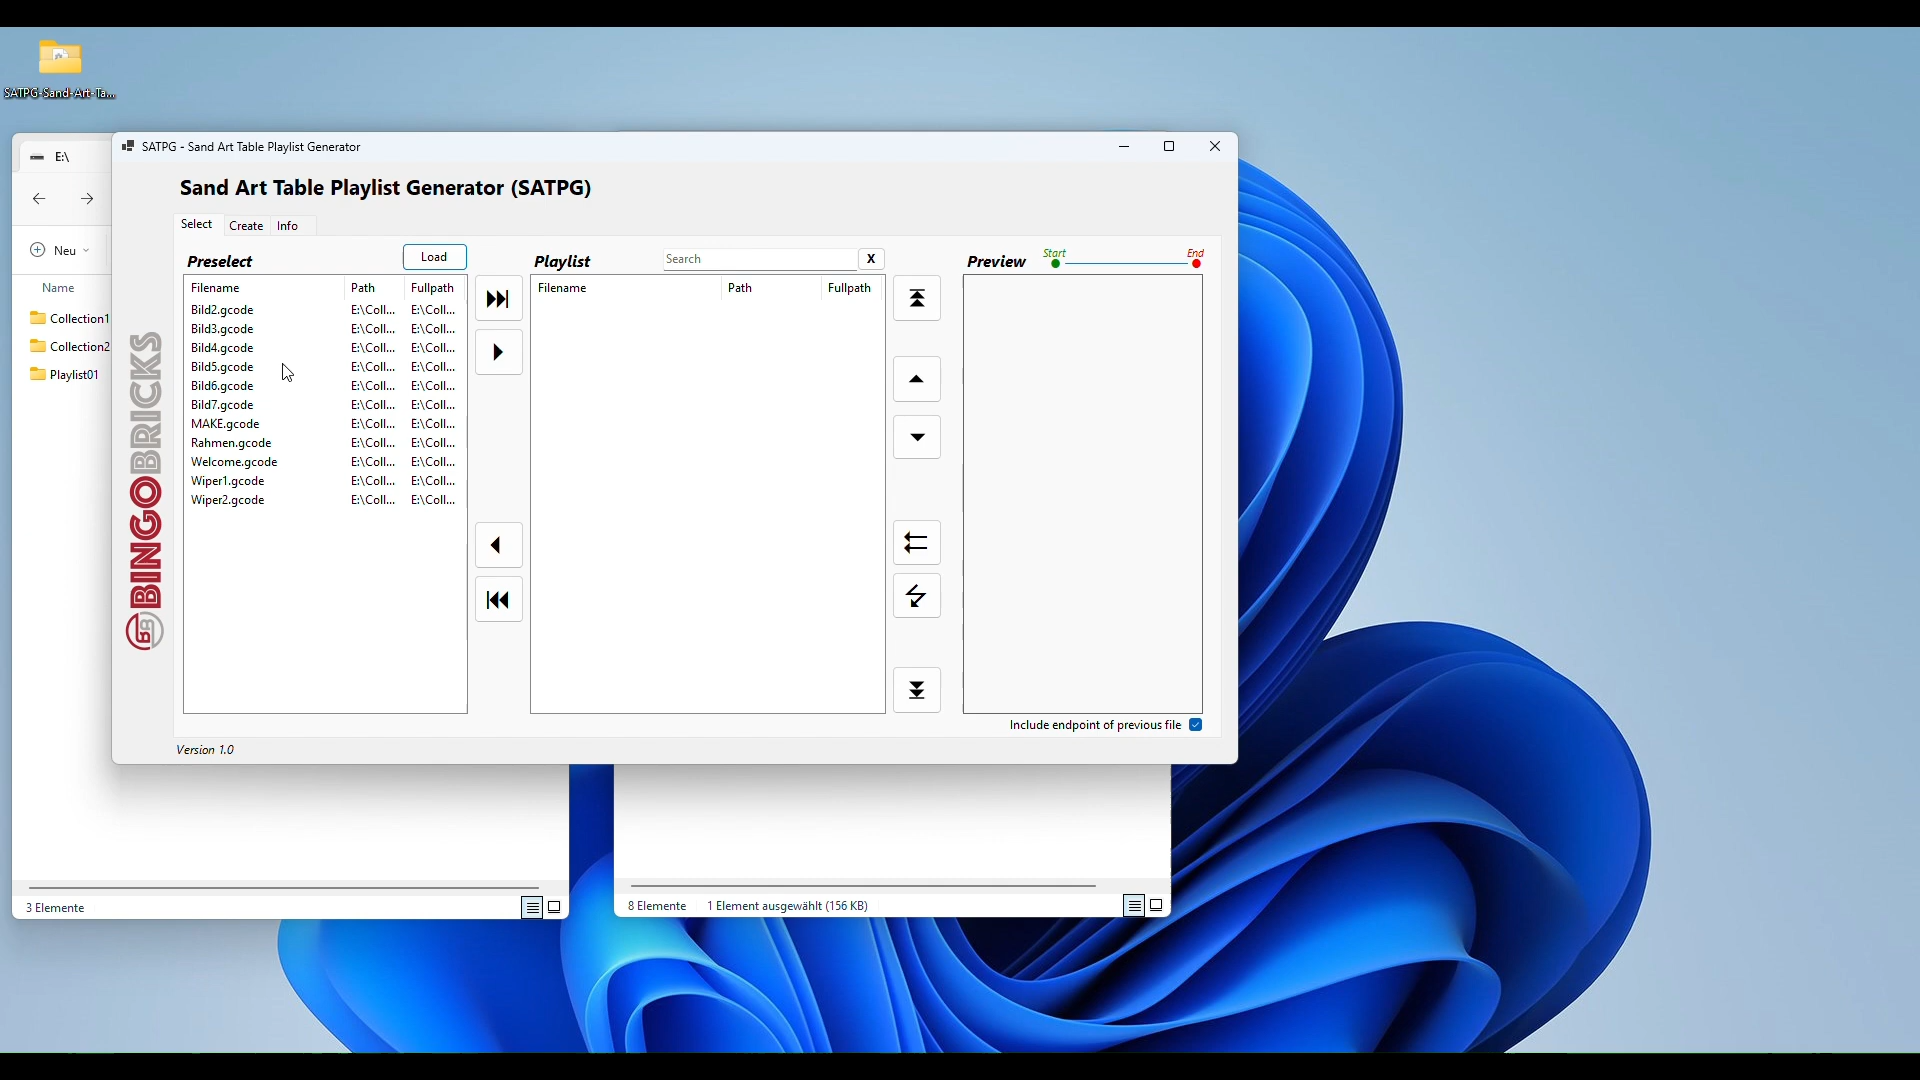 SATPG-Sand-Art-Ta...
E:\
Neu
Name
Collection1
Collection2
Playlist01
3 Elemente
SATPG - Sand Art Table Playlist Generator
Sand Art Table Playlist Generator (SATPG)
Select Create Info
BINGOBRICKS
BB
Preselect Load
Filename Path Fullpath
Bild2.gcode E:\Coll... E:\Coll...
Bild3.gcode E:\Coll... E:\Coll...
Bild4.gcode E:\Coll... E:\Coll...
Bild5.gcode E:\Coll... E:\Coll...
Bild6.gcode E:\Coll... E:\Coll...
Bild7.gcode E:\Coll... E:\Coll...
MAKE.gcode E:\Coll... E:\Coll...
Rahmen.gcode E:\Coll... E:\Coll...
Welcome.gcode E:\Coll... E:\Coll...
Wiper1.gcode E:\Coll... E:\Coll...
Wiper2.gcode E:\Coll... E:\Coll...
Playlist Search X
Filename Path Fullpath
Preview Start End
Include endpoint of previous file
Version 1.0
8 Elemente 1 Element ausgewählt (156 KB)